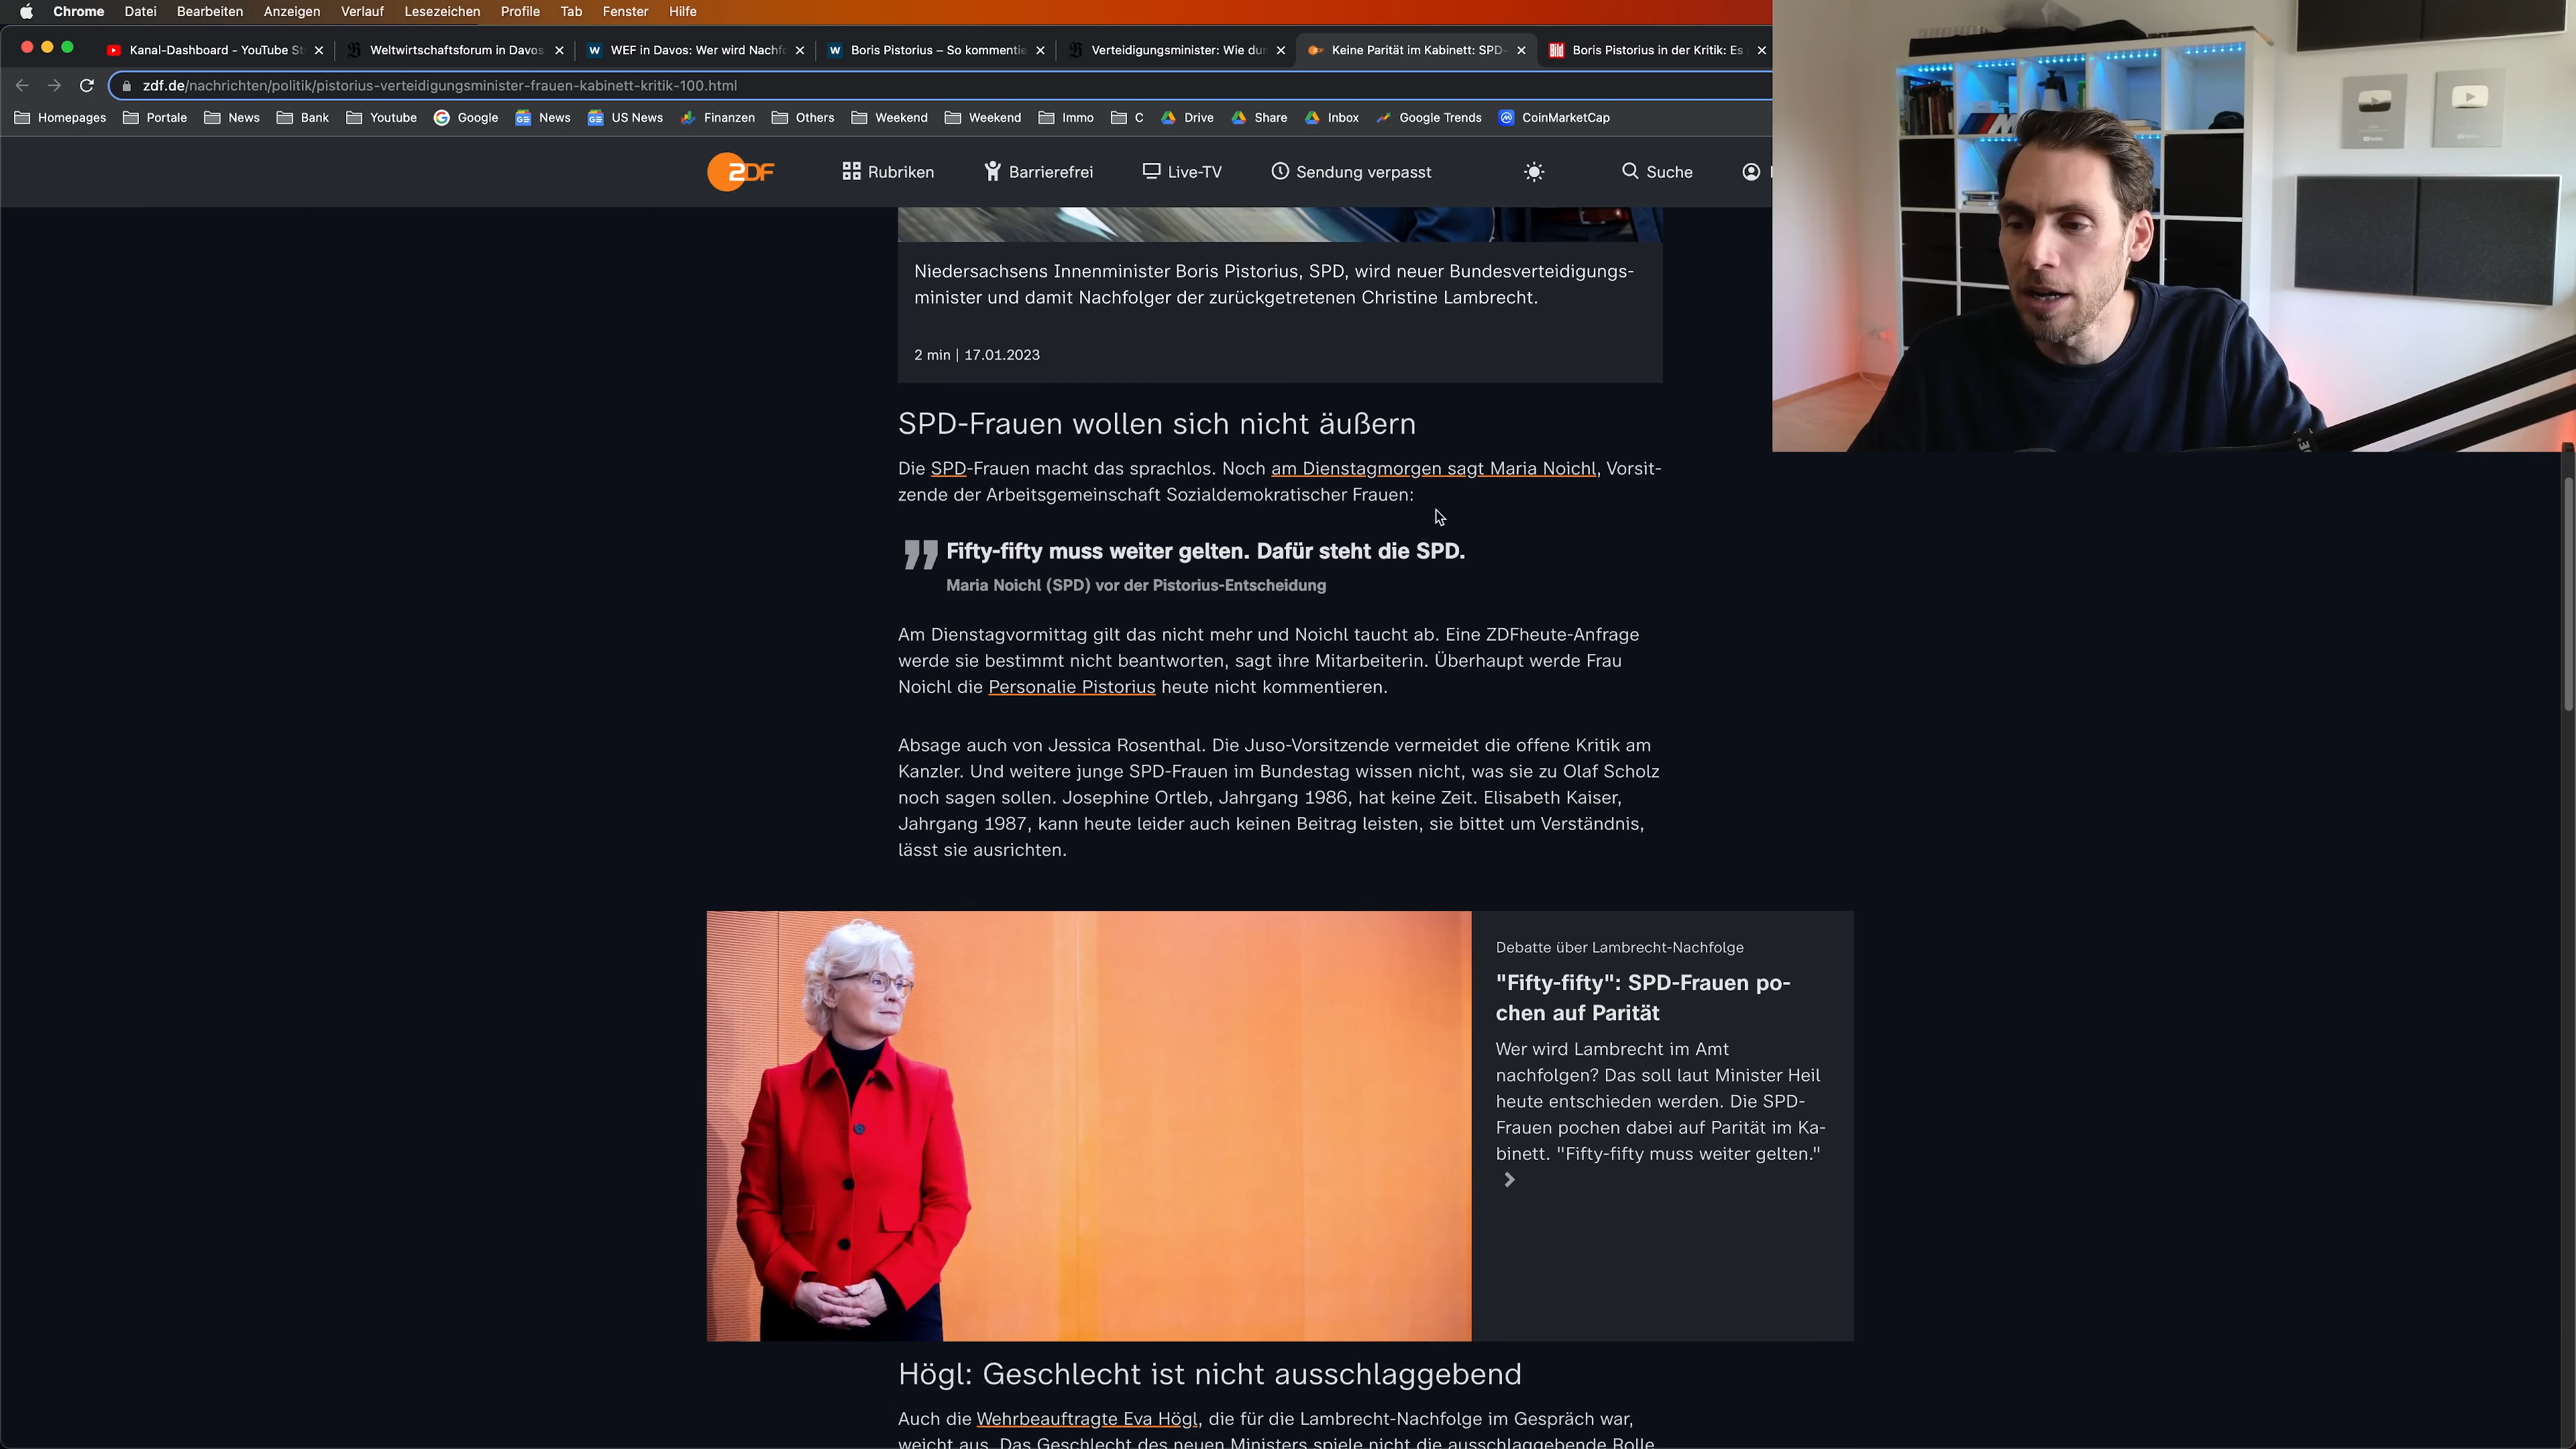 Chrome Datei Bearbeiten Anzeigen Verlauf Lesezeichen Profile Tab Fenster Hilfe
Kanal-Dashboard - YouTube St
Weltwirtschaftsforum in Davos
WEF in Davos: Wer wird Nachf
Boris Pistorius – So kommentie
Verteidigungsminister: Wie du
Keine Parität im Kabinett: SPD-
Boris Pistorius in der Kritik: Es
zdf.de/nachrichten/politik/pistorius-verteidigungsminister-frauen-kabinett-kritik-100.html
Homepages Portale News Bank Youtube Google News US News Finanzen Others Weekend Weekend Immo C Drive Share Inbox Google Trends CoinMarketCap
ZDF Rubriken Barrierefrei Live-TV Sendung verpasst Suche
Niedersachsens Innenminister Boris Pistorius, SPD, wird neuer Bundesverteidigungs-
minister und damit Nachfolger der zurückgetretenen Christine Lambrecht.
2 min | 17.01.2023
SPD-Frauen wollen sich nicht äußern
Die SPD-Frauen macht das sprachlos. Noch am Dienstagmorgen sagt Maria Noichl, Vorsit-
zende der Arbeitsgemeinschaft Sozialdemokratischer Frauen:
Fifty-fifty muss weiter gelten. Dafür steht die SPD.
Maria Noichl (SPD) vor der Pistorius-Entscheidung
Am Dienstagvormittag gilt das nicht mehr und Noichl taucht ab. Eine ZDFheute-Anfrage
werde sie bestimmt nicht beantworten, sagt ihre Mitarbeiterin. Überhaupt werde Frau
Noichl die Personalie Pistorius heute nicht kommentieren.
Absage auch von Jessica Rosenthal. Die Juso-Vorsitzende vermeidet die offene Kritik am
Kanzler. Und weitere junge SPD-Frauen im Bundestag wissen nicht, was sie zu Olaf Scholz
noch sagen sollen. Josephine Ortleb, Jahrgang 1986, hat keine Zeit. Elisabeth Kaiser,
Jahrgang 1987, kann heute leider auch keinen Beitrag leisten, sie bittet um Verständnis,
lässt sie ausrichten.
Debatte über Lambrecht-Nachfolge
"Fifty-fifty": SPD-Frauen po-
chen auf Parität
Wer wird Lambrecht im Amt
nachfolgen? Das soll laut Minister Heil
heute entschieden werden. Die SPD-
Frauen pochen dabei auf Parität im Ka-
binett. "Fifty-fifty muss weiter gelten."
Högl: Geschlecht ist nicht ausschlaggebend
Auch die Wehrbeauftragte Eva Högl, die für die Lambrecht-Nachfolge im Gespräch war,
weicht aus. Das Geschlecht des neuen Ministers spiele nicht die ausschlaggebende Rolle